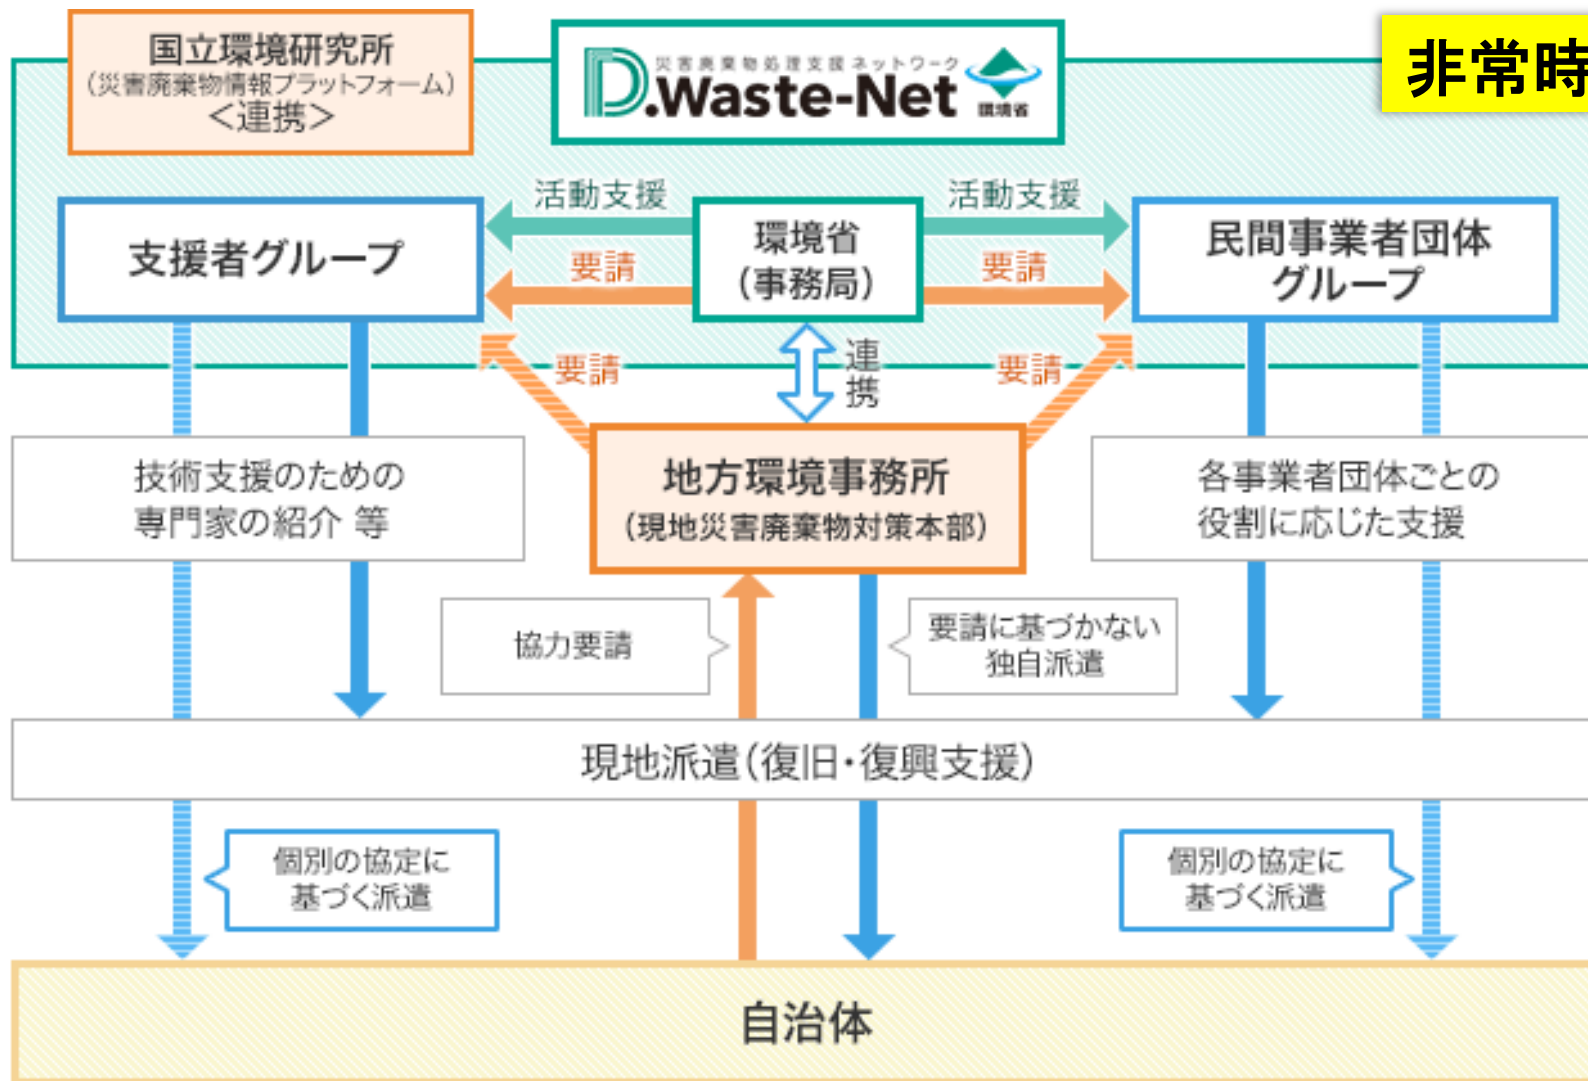 国立環境研究所
（災害廃棄物情報プラットフォーム）
＜連携＞
災害廃棄物処理支援ネットワーク
D.Waste-Net
環境省
非常時
支援者グループ
活動支援
要請
環境省
（事務局）
活動支援
要請
民間事業者団体
グループ
要請
連携
要請
技術支援のための
専門家の紹介 等
地方環境事務所
（現地災害廃棄物対策本部）
各事業者団体ごとの
役割に応じた支援
協力要請
要請に基づかない
独自派遣
現地派遣（復旧・復興支援）
個別の協定に
基づく派遣
個別の協定に
基づく派遣
自治体